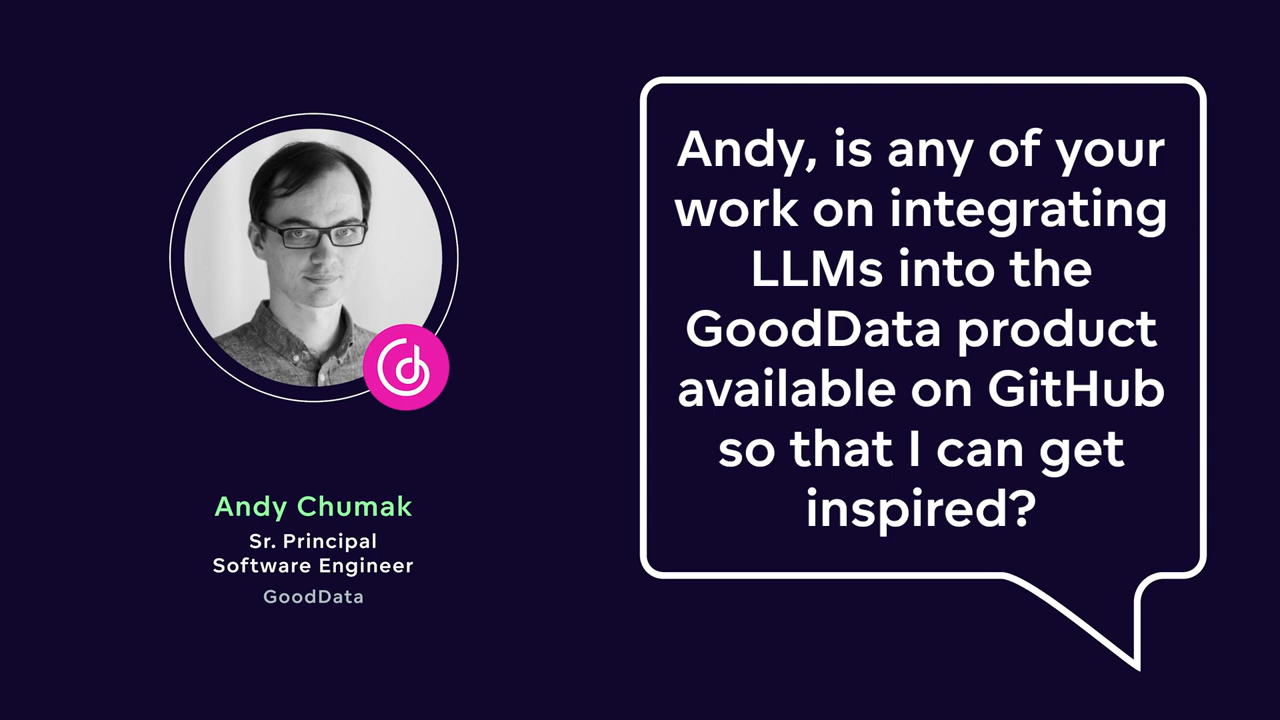 Andy, is any of your
work on integrating
LLMs into the
GoodData product
available on GitHub
so that I can get
inspired?
Andy Chumak
Sr. Principal
Software Engineer
GoodData